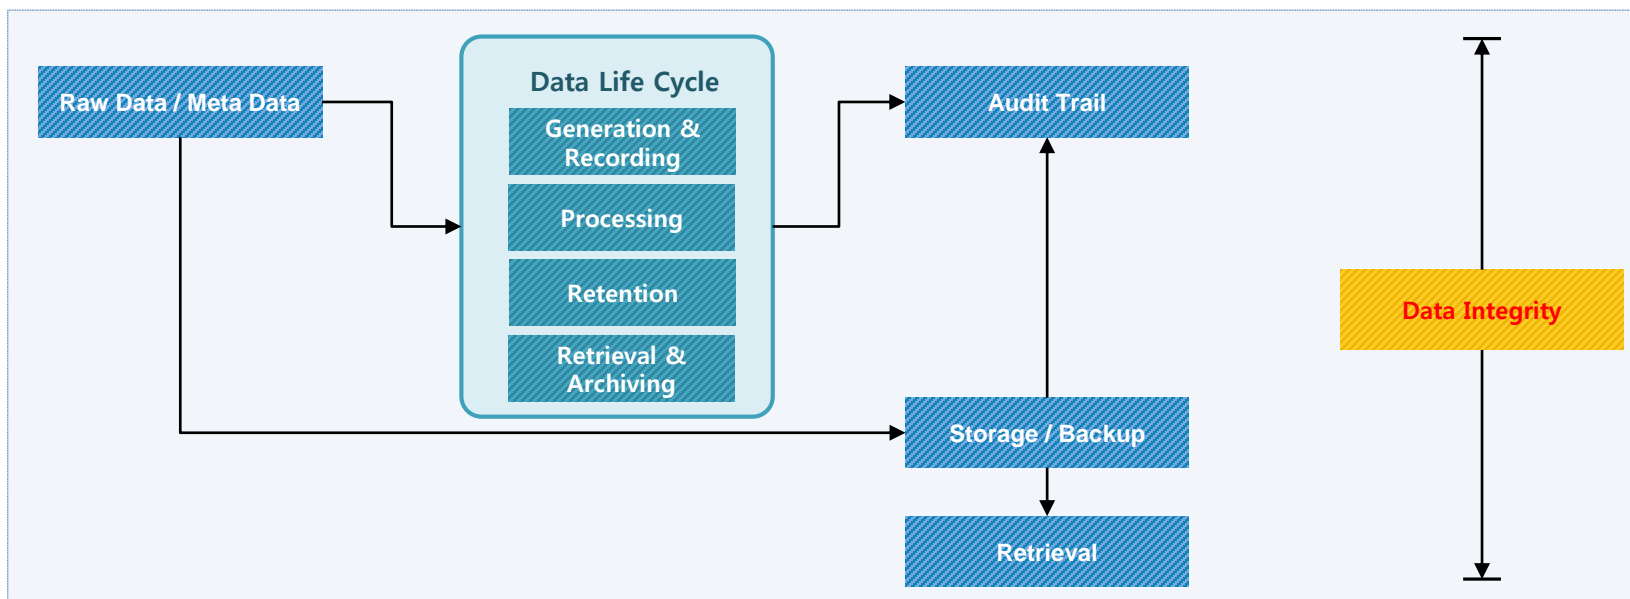 Raw Data / Meta Data
Data Life Cycle
Generation &
Recording
Processing
Retention
Retrieval &
Archiving
Audit Trail
Storage / Backup
Retrieval
Data Integrity